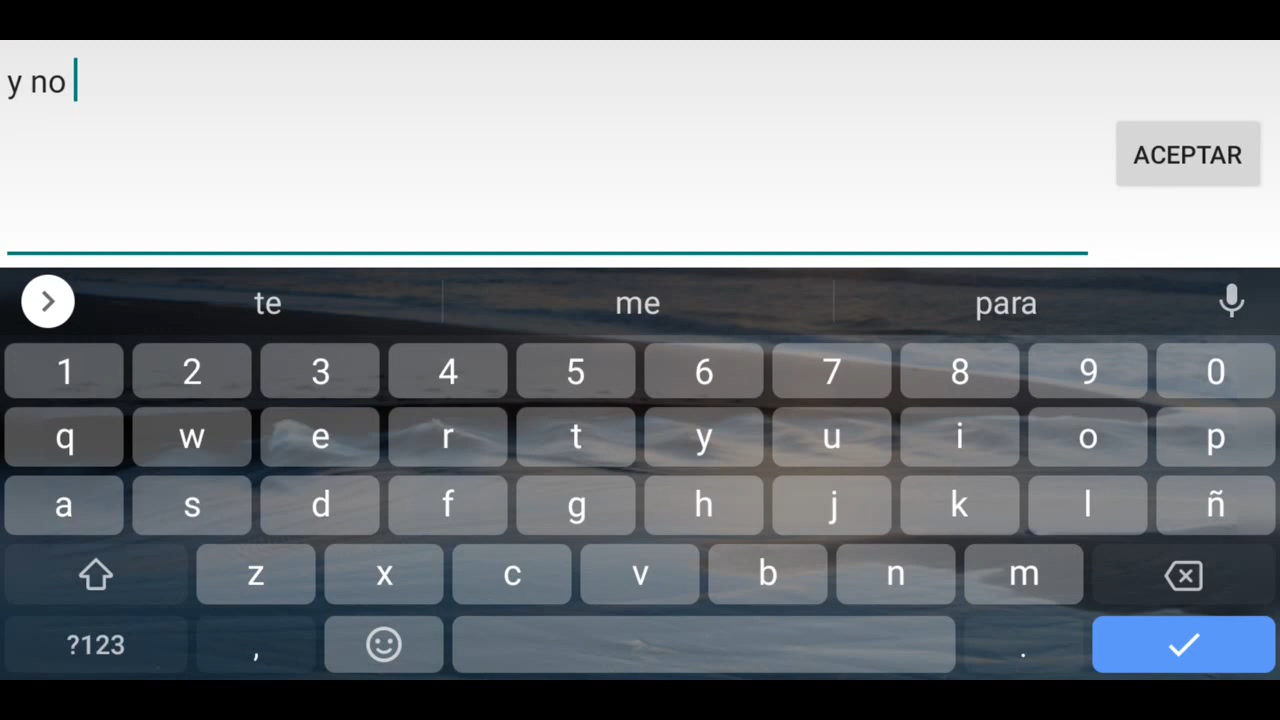 y no
ACEPTAR
te me para
1 2 3 4 5 6 7 8 9 0
q w e r t y u i o p
a s d f g h j k l ñ
z x c v b n m
?123 , .